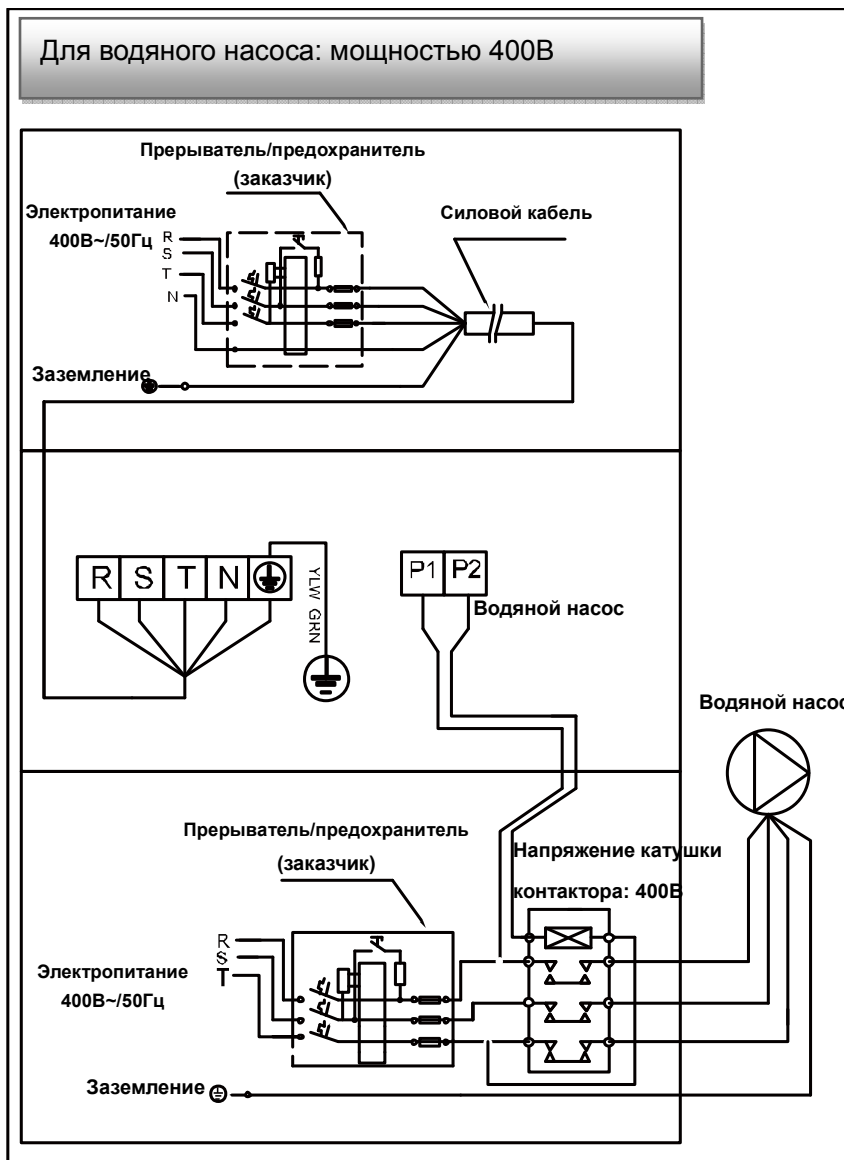 Для водяного насоса: мощностью 400В
Прерыватель/предохранитель
(заказчик)
Электропитание
400В~/50Гц
R
S
T
N
Силовой кабель
Заземление
R S T N
YLW GRN
P1 P2
Водяной насос
Водяной насос
Прерыватель/предохранитель
(заказчик)
Напряжение катушки
контактора: 400В
R
S
T
Электропитание
400В~/50Гц
Заземление